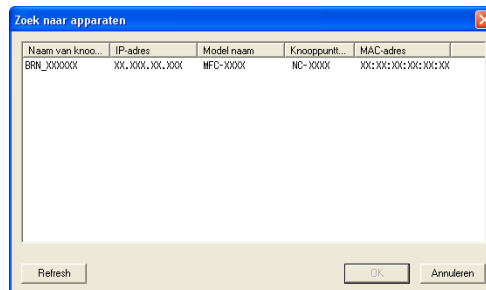 Zoek naar apparaten
Naam van knoo... IP-adres Model naam Knooppuntt... MAC-adres
BRN_XXXXXX XX.XXX.XX.XXX MFC-XXXX NC-XXXX XX:XX:XX:XX:XX:XX
Refresh OK Annuleren